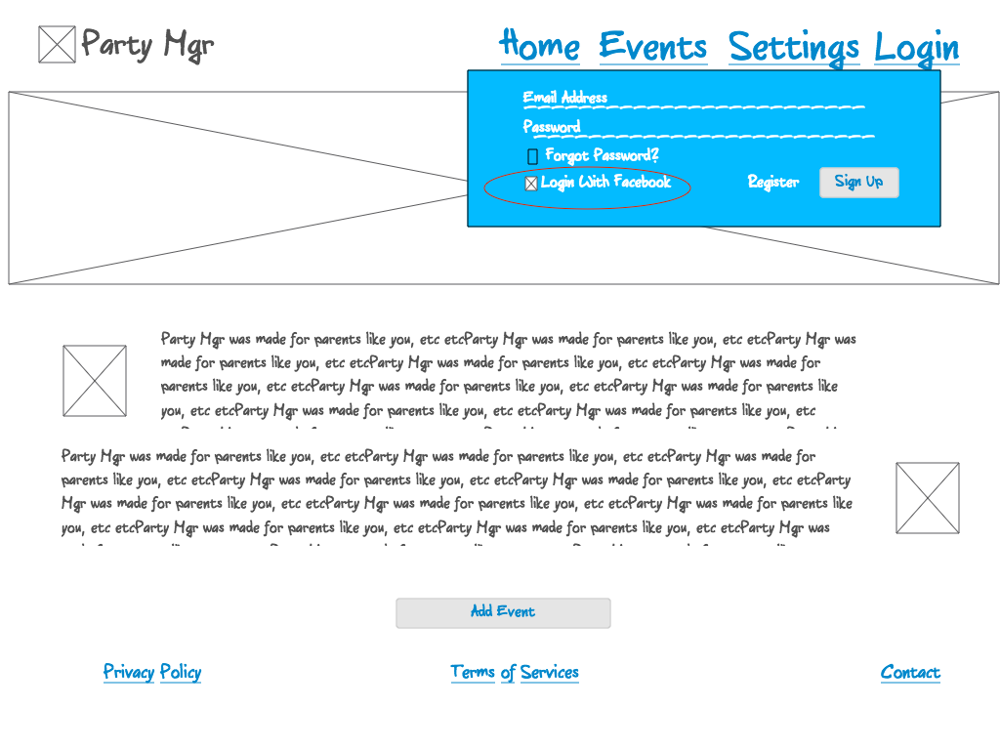 Party Mgr
Home Events Settings Login
Email Address
Password
Forgot Password?
Login With Facebook
Register
Sign Up
Party Mgr was made for parents like you, etc etcParty Mgr was made for parents like you, etc etcParty Mgr was
made for parents like you, etc etcParty Mgr was made for parents like you, etc etcParty Mgr was made for
parents like you, etc etcParty Mgr was made for parents like you, etc etcParty Mgr was made for parents like
you, etc etcParty Mgr was made for parents like you, etc etcParty Mgr was made for parents like you, etc
Party Mgr was made for parents like you, etc etcParty Mgr was made for parents like you, etc etcParty Mgr was made for
parents like you, etc etcParty Mgr was made for parents like you, etc etcParty Mgr was made for parents like you, etc etcParty
Mgr was made for parents like you, etc etcParty Mgr was made for parents like you, etc etcParty Mgr was made for parents like
you, etc etcParty Mgr was made for parents like you, etc etcParty Mgr was made for parents like you, etc etcParty Mgr was
Add Event
Privacy Policy
Terms of Services
Contact